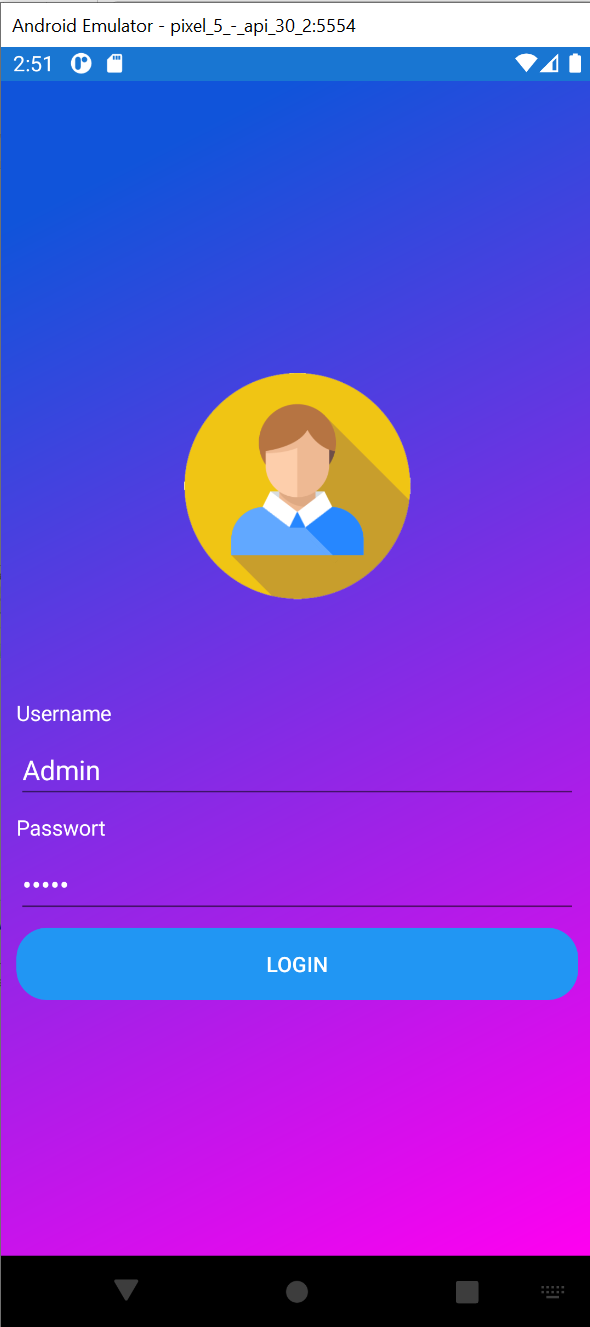 Android Emulator - pixel_5_-_api_30_2:5554
2:51
Username
Admin
Passwort
•••••
LOGIN